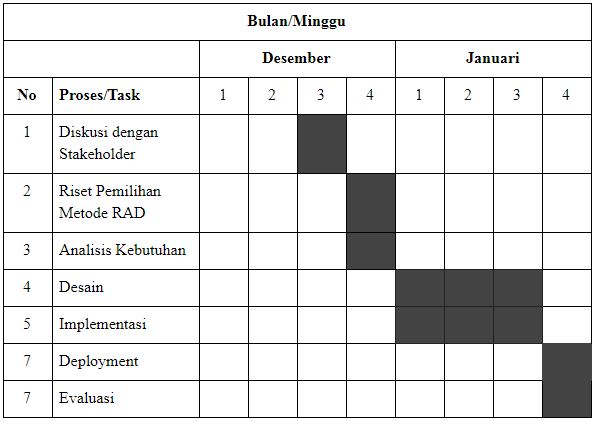 Bulan/Minggu
Desember Januari
No Proses/Task 1 2 3 4 1 2 3 4
1 Diskusi dengan
Stakeholder
2 Riset Pemilihan
Metode RAD
3 Analisis Kebutuhan
4 Desain
5 Implementasi
7 Deployment
7 Evaluasi